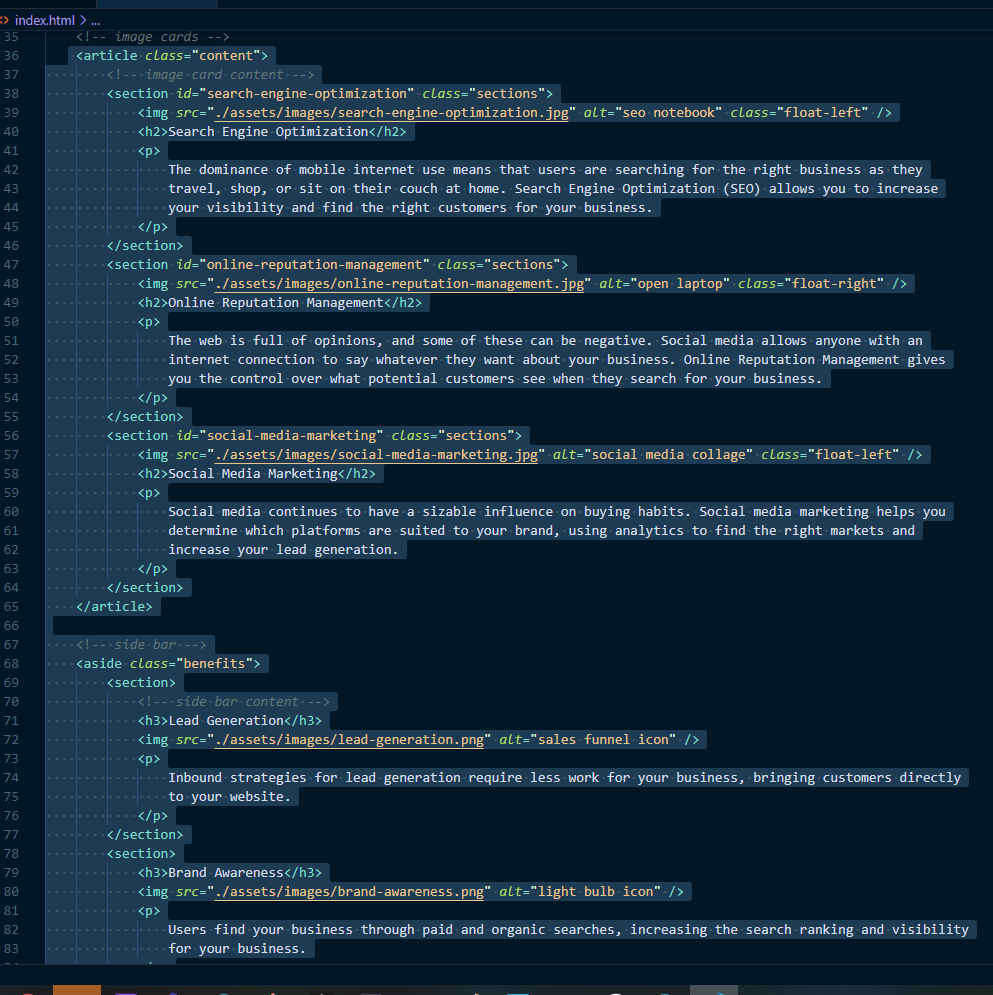 index.html > ...
35 <!-- image cards -->
36 <article class="content">
37 <!-- image card content -->
38 <section id="search-engine-optimization" class="sections">
39 <img src="./assets/images/search-engine-optimization.jpg" alt="seo notebook" class="float-left" />
40 <h2>Search Engine Optimization</h2>
41 <p>
42 The dominance of mobile internet use means that users are searching for the right business as they
43 travel, shop, or sit on their couch at home. Search Engine Optimization (SEO) allows you to increase
44 your visibility and find the right customers for your business.
45 </p>
46 </section>
47 <section id="online-reputation-management" class="sections">
48 <img src="./assets/images/online-reputation-management.jpg" alt="open laptop" class="float-right" />
49 <h2>Online Reputation Management</h2>
50 <p>
51 The web is full of opinions, and some of these can be negative. Social media allows anyone with an
52 internet connection to say whatever they want about your business. Online Reputation Management gives
53 you the control over what potential customers see when they search for your business.
54 </p>
55 </section>
56 <section id="social-media-marketing" class="sections">
57 <img src="./assets/images/social-media-marketing.jpg" alt="social media collage" class="float-left" />
58 <h2>Social Media Marketing</h2>
59 <p>
60 Social media continues to have a sizable influence on buying habits. Social media marketing helps you
61 determine which platforms are suited to your brand, using analytics to find the right markets and
62 increase your lead generation.
63 </p>
64 </section>
65 </article>
66
67 <!-- side bar -->
68 <aside class="benefits">
69 <section>
70 <!-- side bar content -->
71 <h3>Lead Generation</h3>
72 <img src="./assets/images/lead-generation.png" alt="sales funnel icon" />
73 <p>
74 Inbound strategies for lead generation require less work for your business, bringing customers directly
75 to your website.
76 </p>
77 </section>
78 <section>
79 <h3>Brand Awareness</h3>
80 <img src="./assets/images/brand-awareness.png" alt="light bulb icon" />
81 <p>
82 Users find your business through paid and organic searches, increasing the search ranking and visibility
83 for your business.